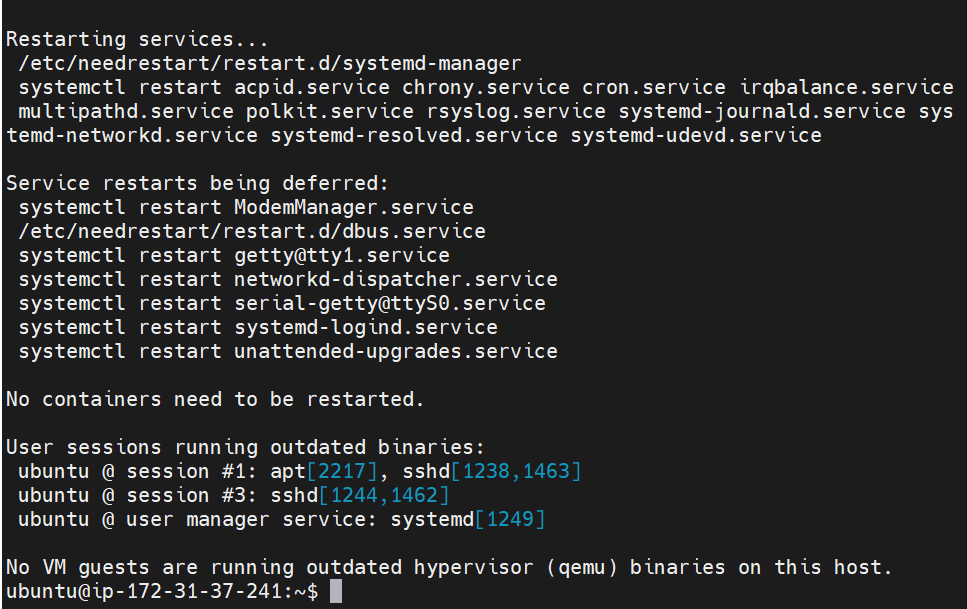 Restarting services...
 /etc/needrestart/restart.d/systemd-manager
 systemctl restart acpid.service chrony.service cron.service irqbalance.service
 multipathd.service polkit.service rsyslog.service systemd-journald.service sys
temd-networkd.service systemd-resolved.service systemd-udevd.service

Service restarts being deferred:
 systemctl restart ModemManager.service
 /etc/needrestart/restart.d/dbus.service
 systemctl restart getty@tty1.service
 systemctl restart networkd-dispatcher.service
 systemctl restart serial-getty@ttyS0.service
 systemctl restart systemd-logind.service
 systemctl restart unattended-upgrades.service

No containers need to be restarted.

User sessions running outdated binaries:
 ubuntu @ session #1: apt[2217], sshd[1238,1463]
 ubuntu @ session #3: sshd[1244,1462]
 ubuntu @ user manager service: systemd[1249]

No VM guests are running outdated hypervisor (qemu) binaries on this host.
ubuntu@ip-172-31-37-241:~$